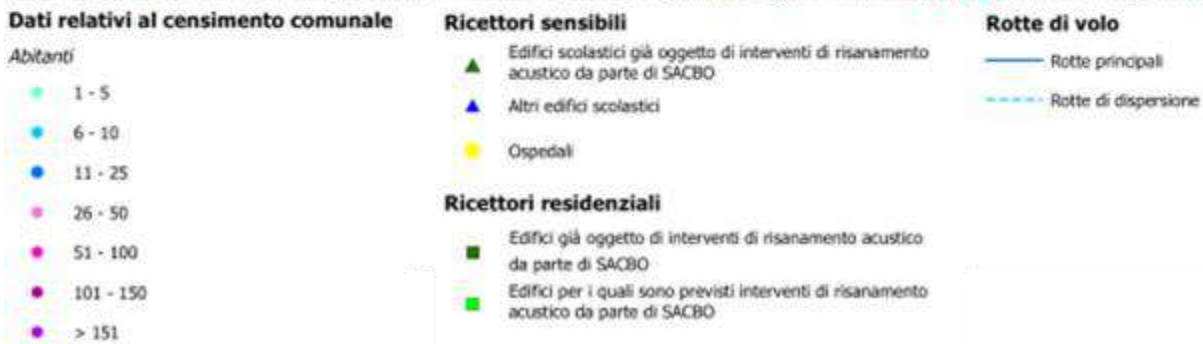 Dati relativi al censimento comunale
Abitanti
1 - 5
6 - 10
11 - 25
26 - 50
51 - 100
101 - 150
> 151
Ricettori sensibili
Edifici scolastici già oggetto di interventi di risanamento
acustico da parte di SACBO
Altri edifici scolastici
Ospedali
Ricettori residenziali
Edifici già oggetto di interventi di risanamento acustico
da parte di SACBO
Edifici per i quali sono previsti interventi di risanamento
acustico da parte di SACBO
Rotte di volo
Rotte principali
Rotte di dispersione